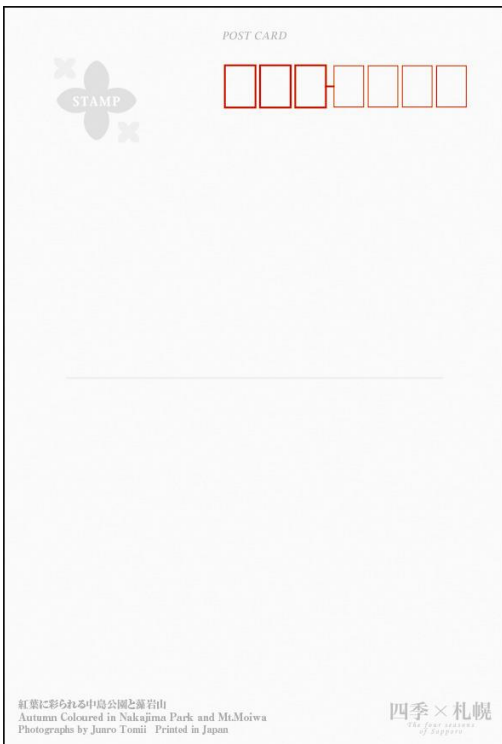 POST CARD
STAMP
紅葉に彩られる中島公園と藻岩山
Autumn Coloured in Nakajima Park and Mt.Moiwa
Photographs by Junro Tomii Printed in Japan
四季×札幌
The four seasons
of Sapporo